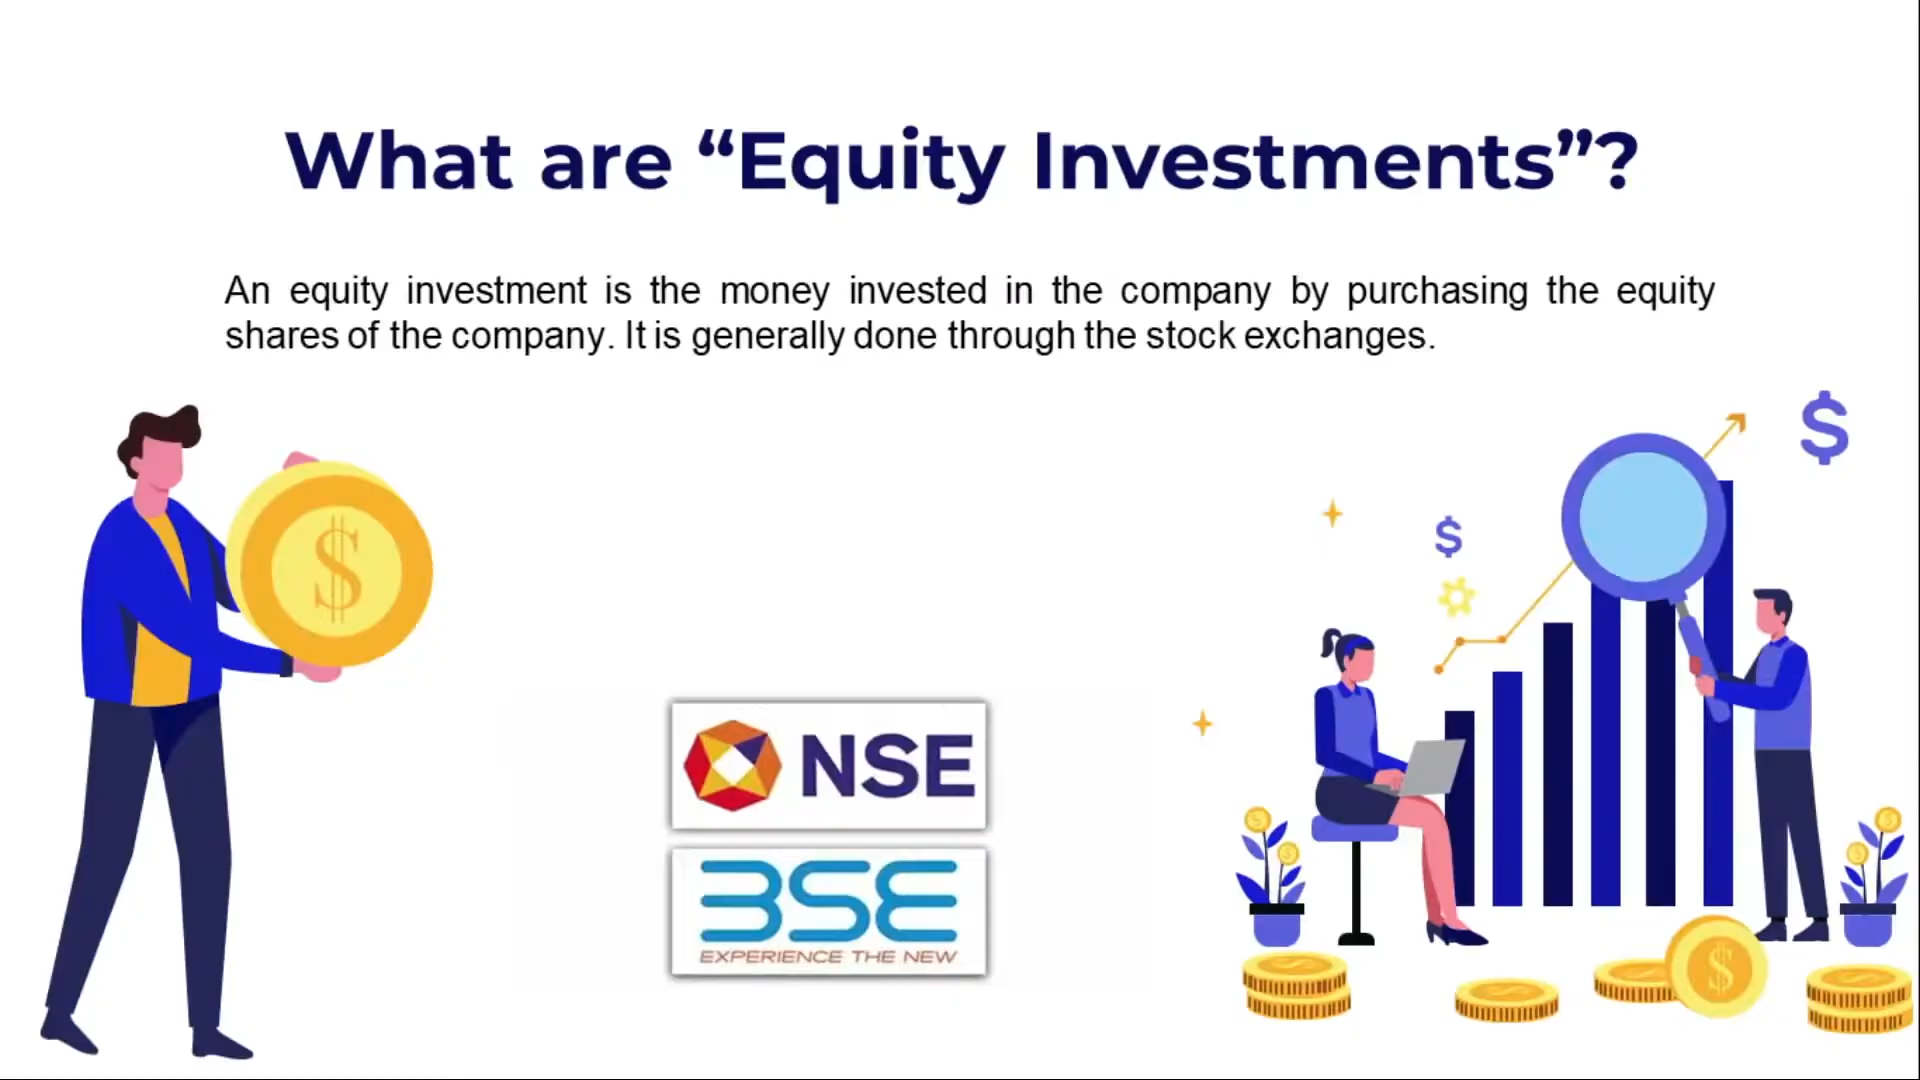 What are “Equity Investments”?
An equity investment is the money invested in the company by purchasing the equity
shares of the company. It is generally done through the stock exchanges.
$
$
$
NSE
BSE
EXPERIENCE THE NEW
$